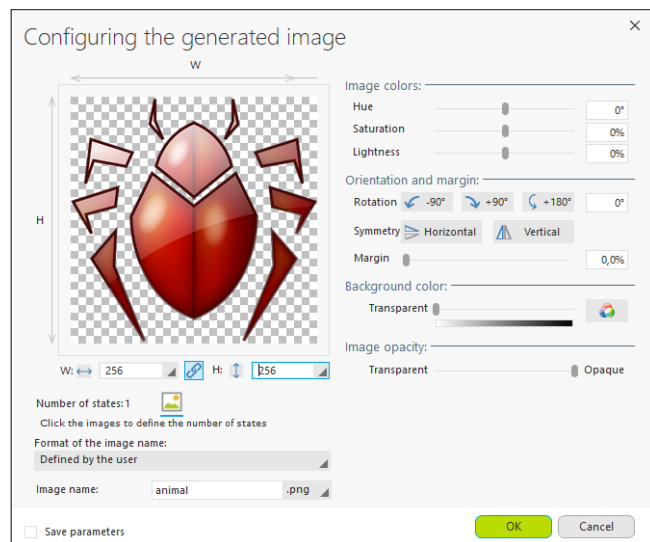 Configuring the generated image
W
H
W: 256 H: 256
Number of states: 1
Click the images to define the number of states
Format of the image name:
Defined by the user
Image name: animal .png
Save parameters
Image colors:
Hue 0°
Saturation 0%
Lightness 0%
Orientation and margin:
Rotation -90° +90° +180° 0°
Symmetry Horizontal Vertical
Margin 0,0%
Background color:
Transparent
Image opacity:
Transparent Opaque
OK Cancel